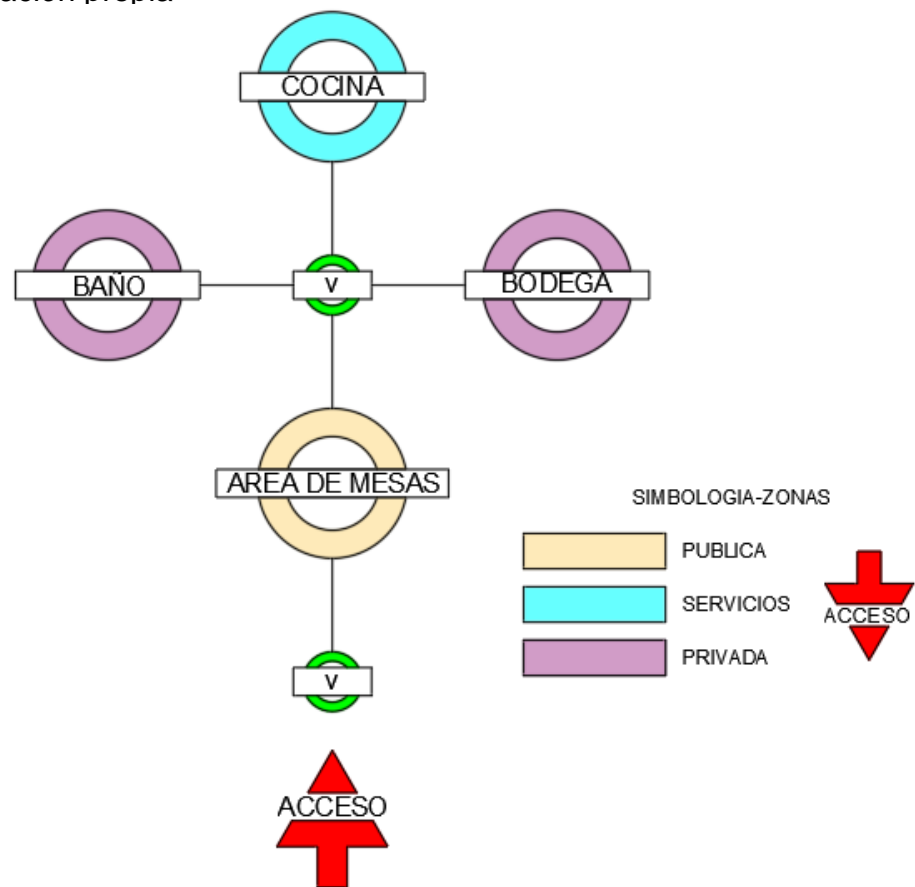 COCINA
BAÑO
V
BODEGA
AREA DE MESAS
SIMBOLOGIA-ZONAS
PUBLICA
SERVICIOS
PRIVADA
ACCESO
V
ACCESO